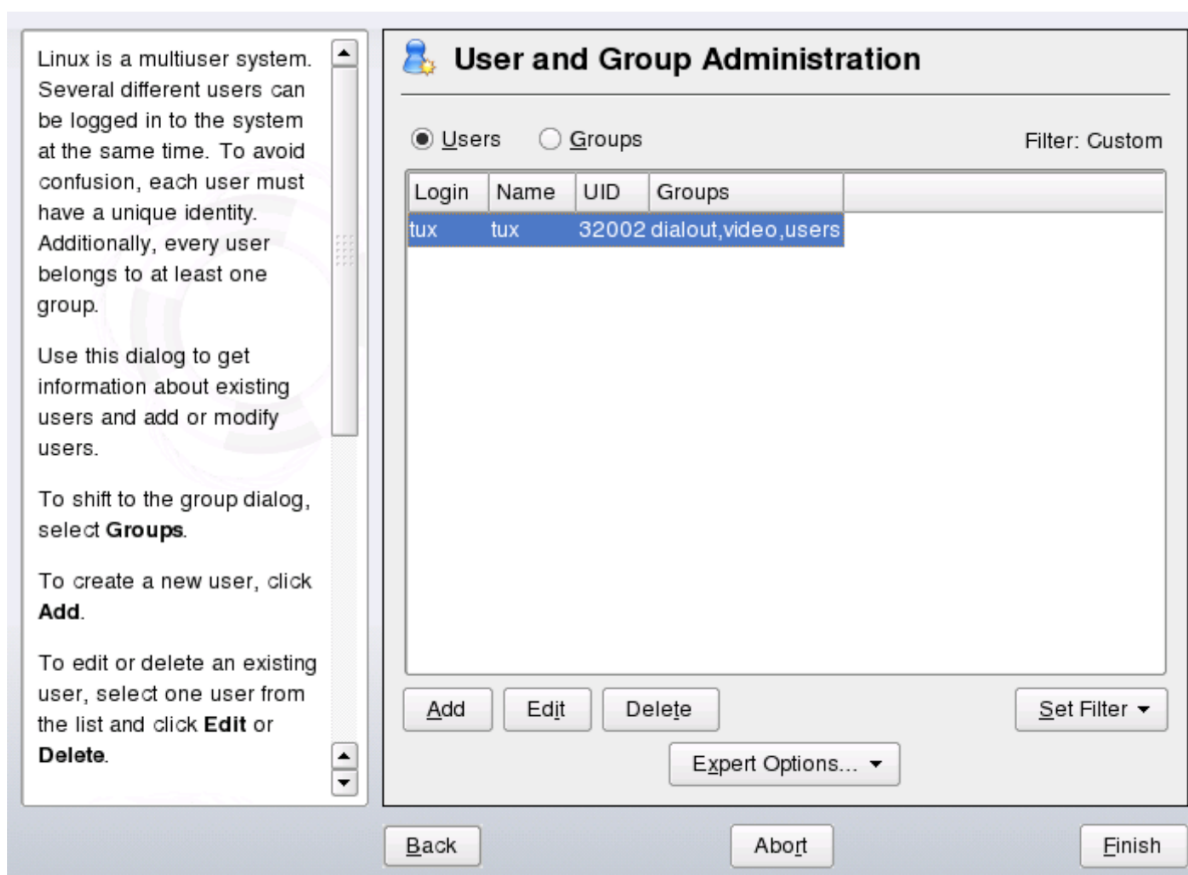 Linux is a multiuser system.
Several different users can
be logged in to the system
at the same time. To avoid
confusion, each user must
have a unique identity.
Additionally, every user
belongs to at least one
group.
Use this dialog to get
information about existing
users and add or modify
users.
To shift to the group dialog,
select Groups.
To create a new user, click
Add.
To edit or delete an existing
user, select one user from
the list and click Edit or
Delete.
User and Group Administration
Users Groups Filter: Custom
Login Name UID Groups
tux tux 32002 dialout,video,users
Add Edit Delete Set Filter
Expert Options...
Back Abort Finish